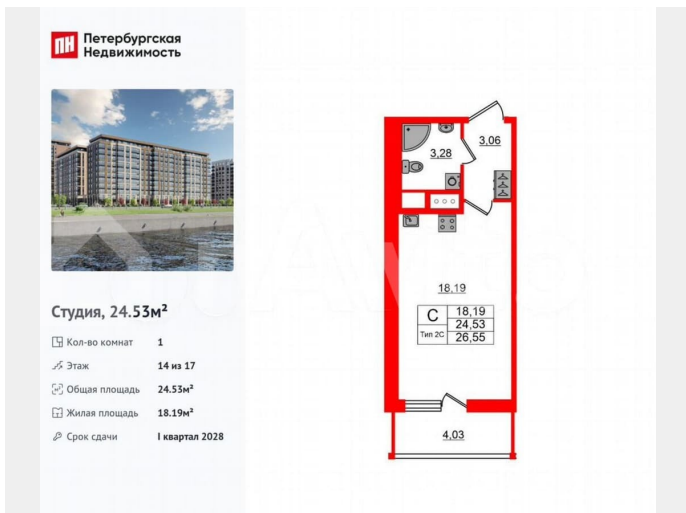 ПН
Петербургская
Недвижимость
Студия, 24.53м²
Кол-во комнат 1
Этаж 14 из 17
Общая площадь 24.53м²
Жилая площадь 18.19м²
Срок сдачи I квартал 2028
3,28
3,06
18,19
С 18,19
Тип 2С 24,53
26,55
4,03